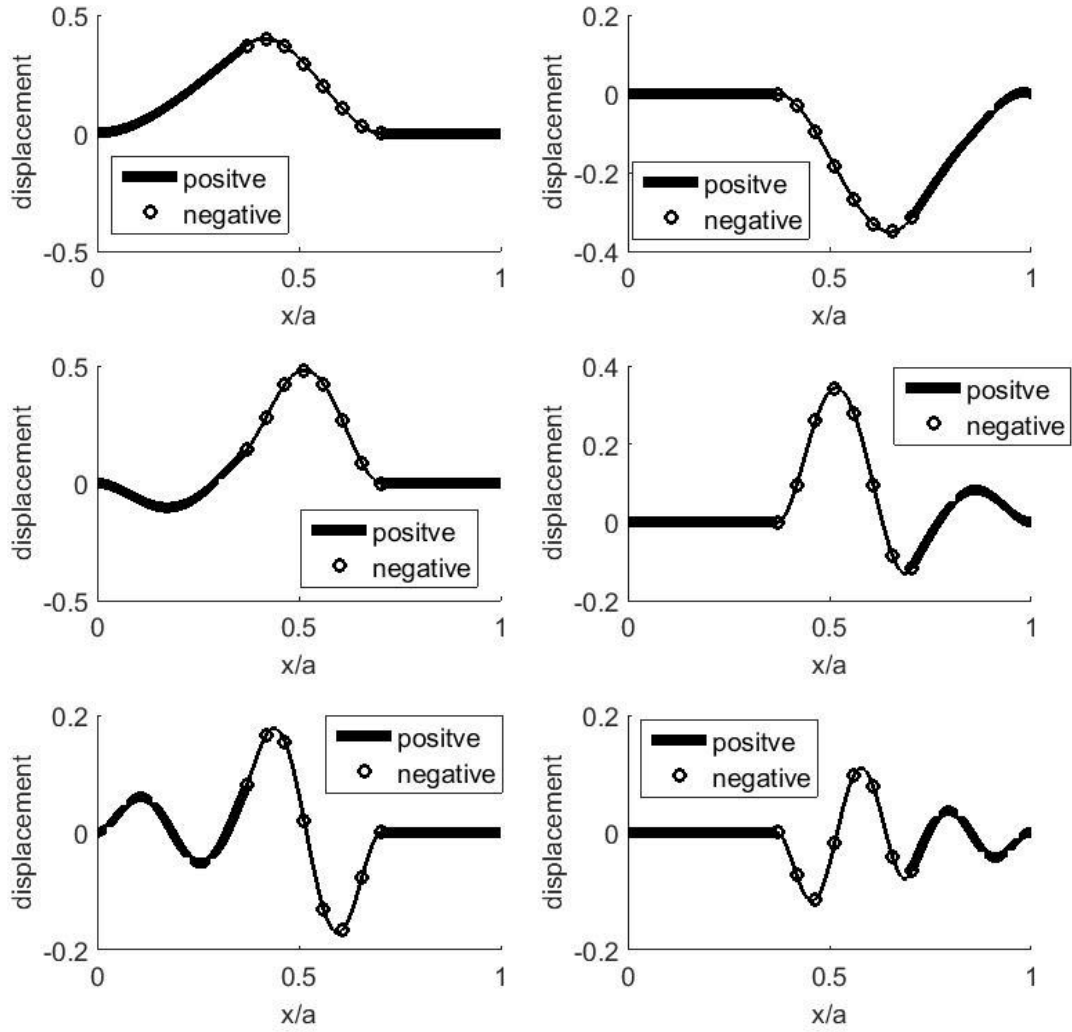 0.5
0
-0.5
displacement
positve
negative
0
0.5
1
x/a
0.2
0
-0.2
-0.4
displacement
positve
negative
0
0.5
1
x/a
0.5
0
-0.5
displacement
positve
negative
0
0.5
1
x/a
0.4
0.2
0
-0.2
displacement
positve
negative
0
0.5
1
x/a
0.2
0
-0.2
displacement
positve
negative
0
0.5
1
x/a
0.2
0
-0.2
displacement
positve
negative
0
0.5
1
x/a